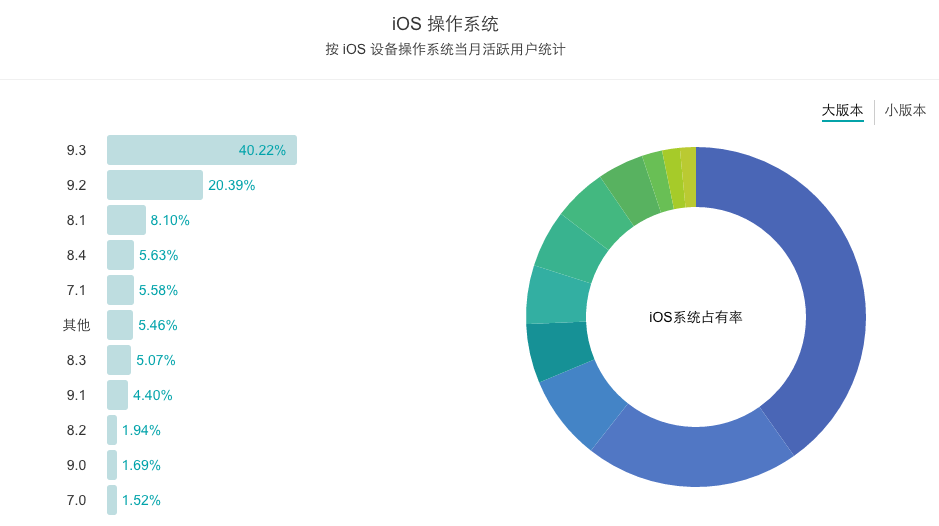 iOS 操作系统
按 iOS 设备操作系统当月活跃用户统计
大版本 小版本
9.3 40.22%
9.2 20.39%
8.1 8.10%
8.4 5.63%
7.1 5.58%
其他 5.46%
8.3 5.07%
9.1 4.40%
8.2 1.94%
9.0 1.69%
7.0 1.52%
iOS系统占有率